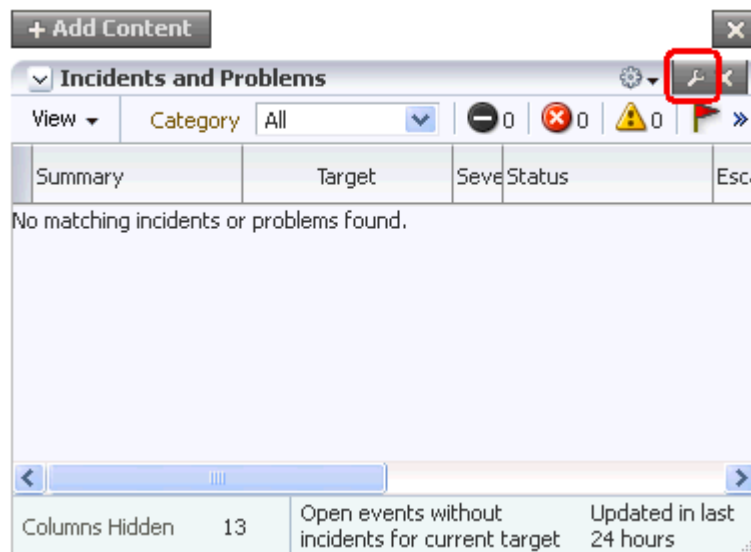 + Add Content
Incidents and Problems
View Category All 0 0 0
Summary Target Seve Status Esc
No matching incidents or problems found.
Columns Hidden 13 Open events without Updated in last
incidents for current target 24 hours